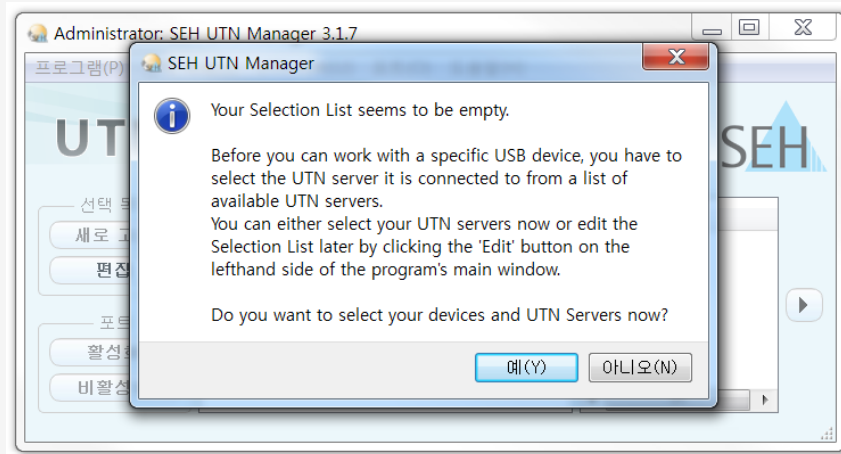 Administrator: SEH UTN Manager 3.1.7
프로그램(P)
SEH UTN Manager
UT
SEH
Your Selection List seems to be empty.
Before you can work with a specific USB device, you have to
select the UTN server it is connected to from a list of
available UTN servers.
You can either select your UTN servers now or edit the
Selection List later by clicking the 'Edit' button on the
lefthand side of the program's main window.
Do you want to select your devices and UTN Servers now?
예(Y)
아니오(N)
선택
새로
편집
포트
활성
비활성